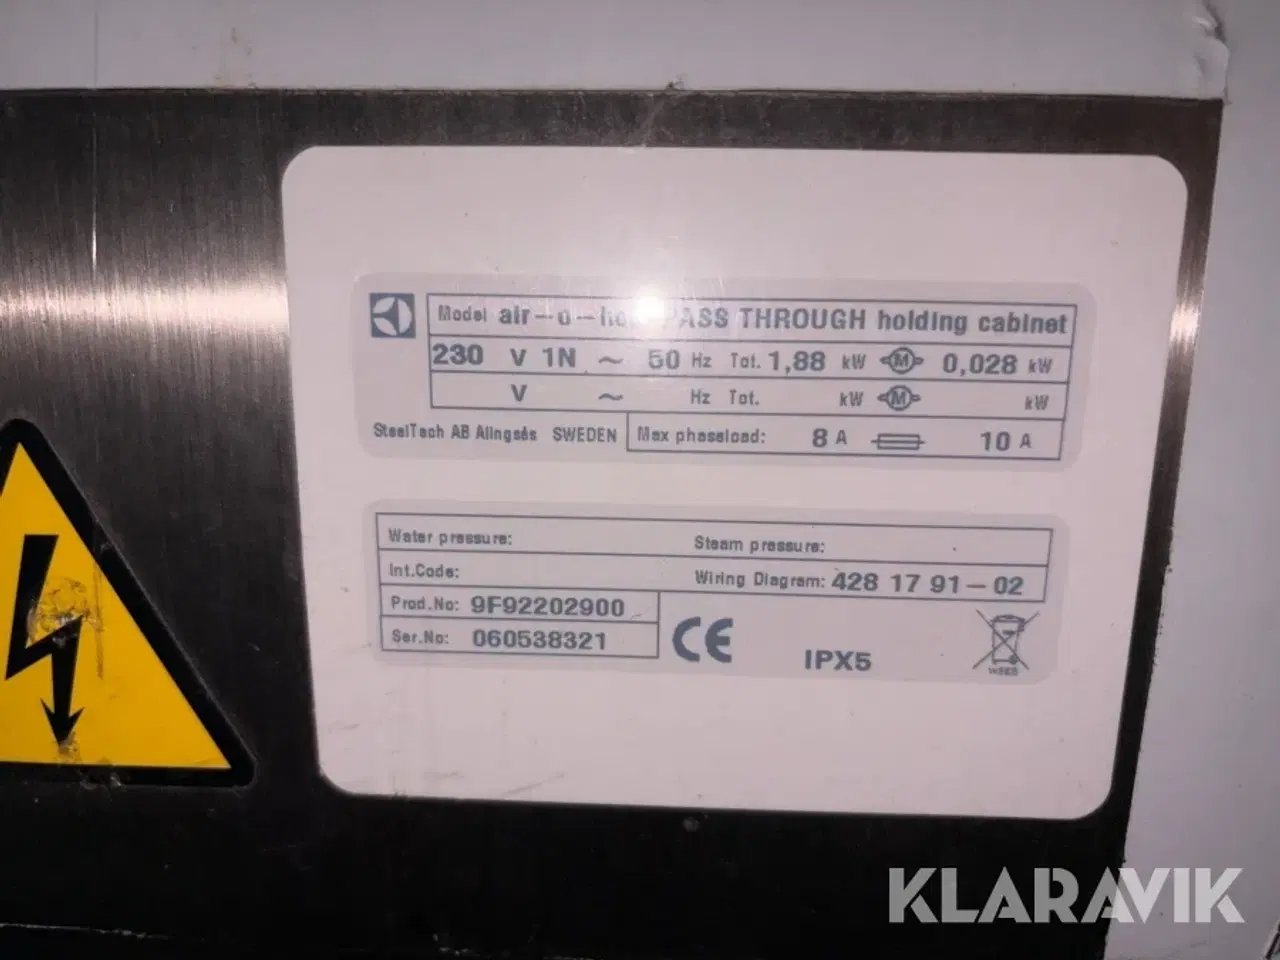 Model air-o- PASS THROUGH holding cabinet
230 V 1N ~ 50 Hz Tot. 1,88 kW M 0,028 kW
V ~ Hz Tot. kW M kW
SteelTech AB Alingsås SWEDEN Max phaseload: 8 A 10 A
Water pressure: Steam pressure:
Int.Code: Wiring Diagram: 428 17 91-02
Prod.No: 9F92202900
Ser.No: 060538321
CE IPX5
KLARAVIK